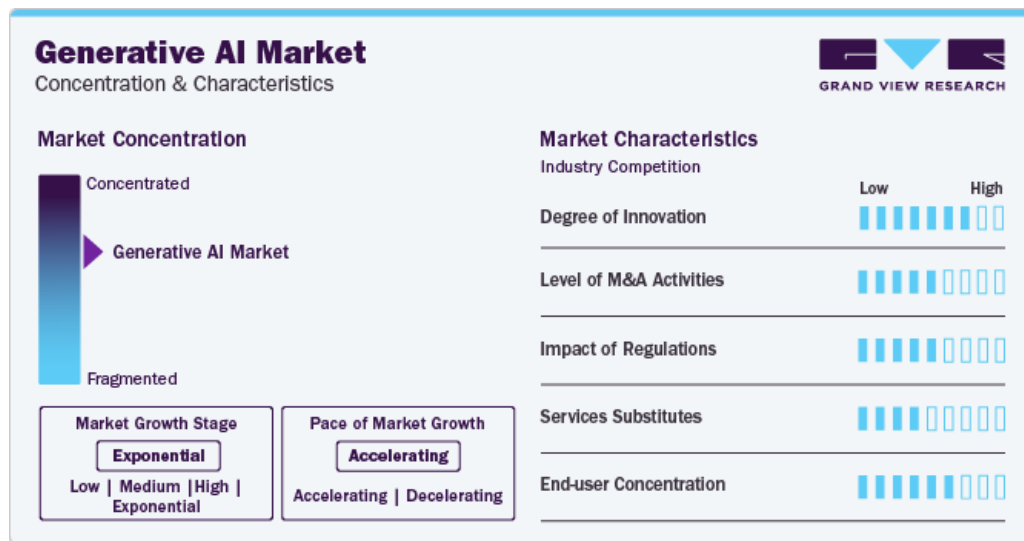 Generative AI Market
Concentration & Characteristics
GRAND VIEW RESEARCH
Market Concentration
Concentrated
Generative AI Market
Fragmented
Market Growth Stage
Exponential
Low | Medium |High |
Exponential
Pace of Market Growth
Accelerating
Accelerating | Decelerating
Market Characteristics
Industry Competition
Low High
Degree of Innovation
Level of M&A Activities
Impact of Regulations
Services Substitutes
End-user Concentration